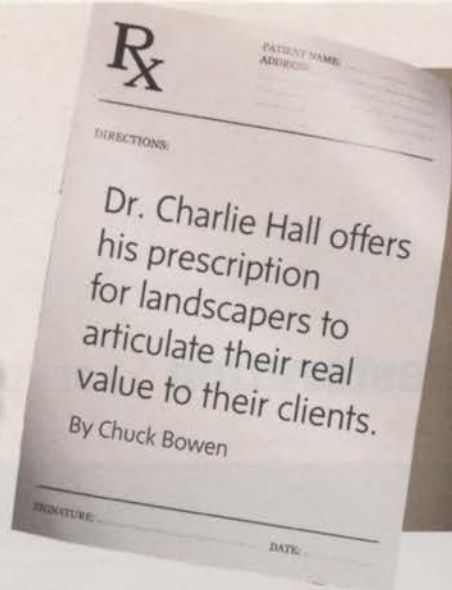 Rx
PATIENT NAME:
ADDRESS:
DIRECTIONS:
Dr. Charlie Hall offers
his prescription
for landscapers to
articulate their real
value to their clients.
By Chuck Bowen
SIGNATURE:
DATE: